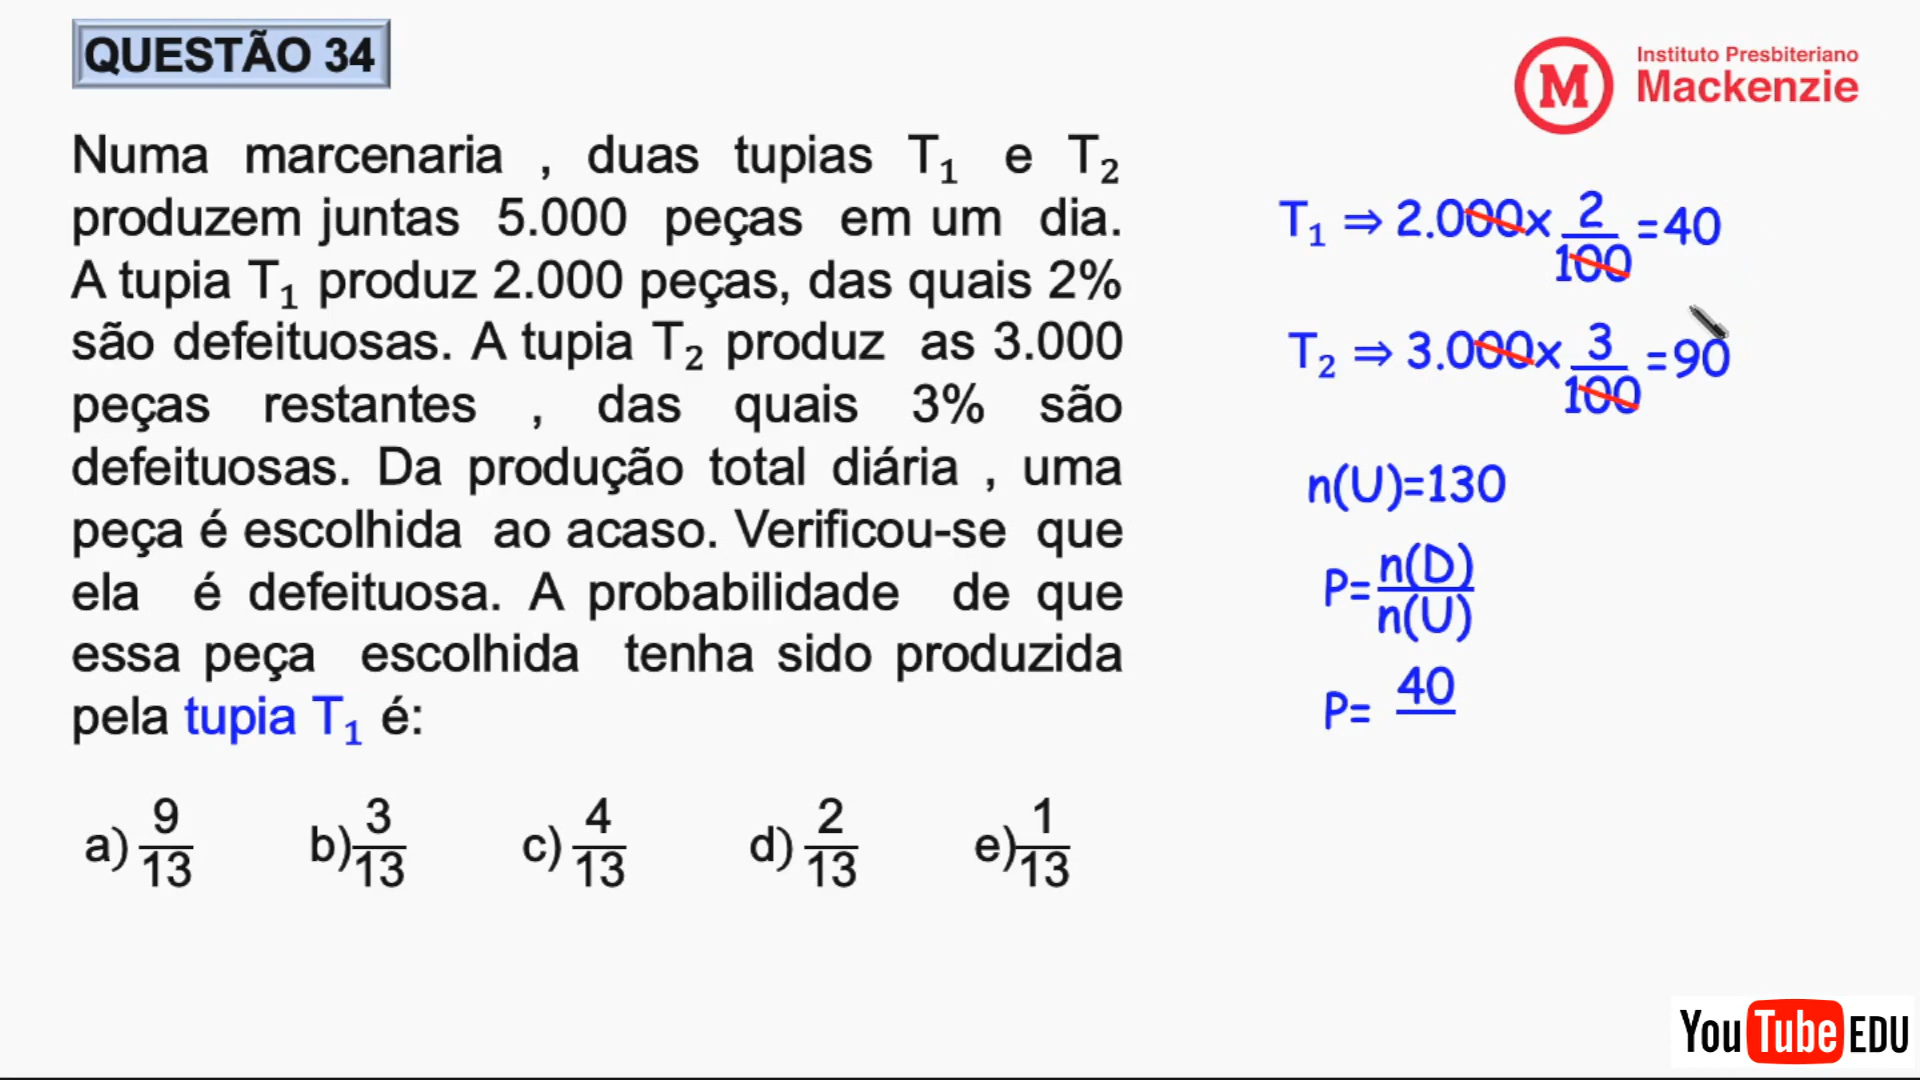 QUESTÃO 34
Instituto Presbiteriano
M Mackenzie
Numa marcenaria , duas tupias T₁ e T₂
produzem juntas 5.000 peças em um dia.
A tupia T₁ produz 2.000 peças, das quais 2%
são defeituosas. A tupia T₂ produz as 3.000
peças restantes , das quais 3% são
defeituosas. Da produção total diária , uma
peça é escolhida ao acaso. Verificou-se que
ela é defeituosa. A probabilidade de que
essa peça escolhida tenha sido produzida
pela tupia T₁ é:
a) 9/13 b) 3/13 c) 4/13 d) 2/13 e) 1/13
T₁ ⇒ 2.000x 2/100 =40
T₂ ⇒ 3.000x 3/100 =90
n(U)=130
P= n(D)/n(U)
P= 40
YouTube EDU